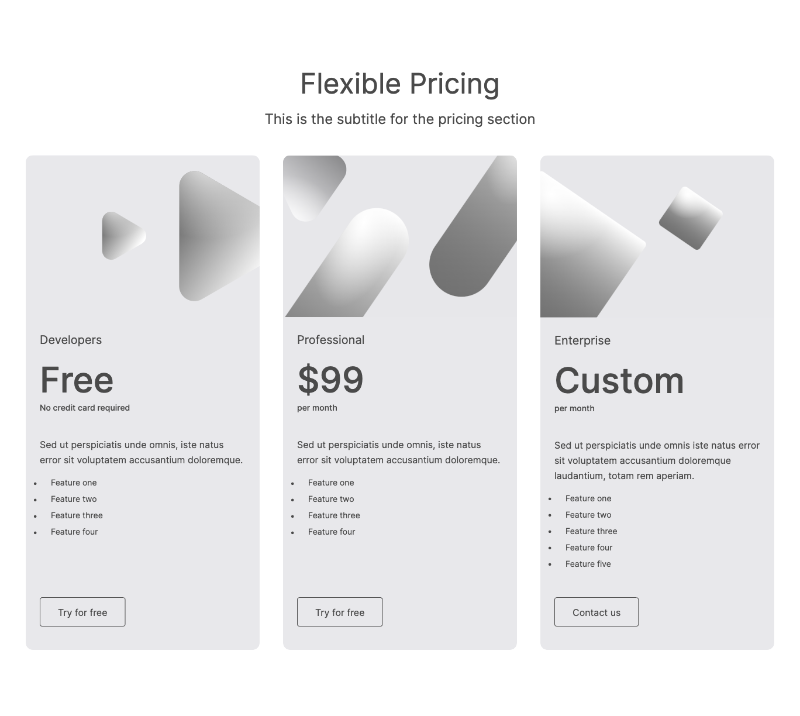 Flexible Pricing
This is the subtitle for the pricing section
Developers
Free
No credit card required
Sed ut perspiciatis unde omnis, iste natus
error sit voluptatem accusantium doloremque.
• Feature one
• Feature two
• Feature three
• Feature four
Try for free
Professional
$99
per month
Sed ut perspiciatis unde omnis, iste natus
error sit voluptatem accusantium doloremque.
• Feature one
• Feature two
• Feature three
• Feature four
Try for free
Enterprise
Custom
per month
Sed ut perspiciatis unde omnis iste natus error
sit voluptatem accusantium doloremque
laudantium, totam rem aperiam.
• Feature one
• Feature two
• Feature three
• Feature four
• Feature five
Contact us